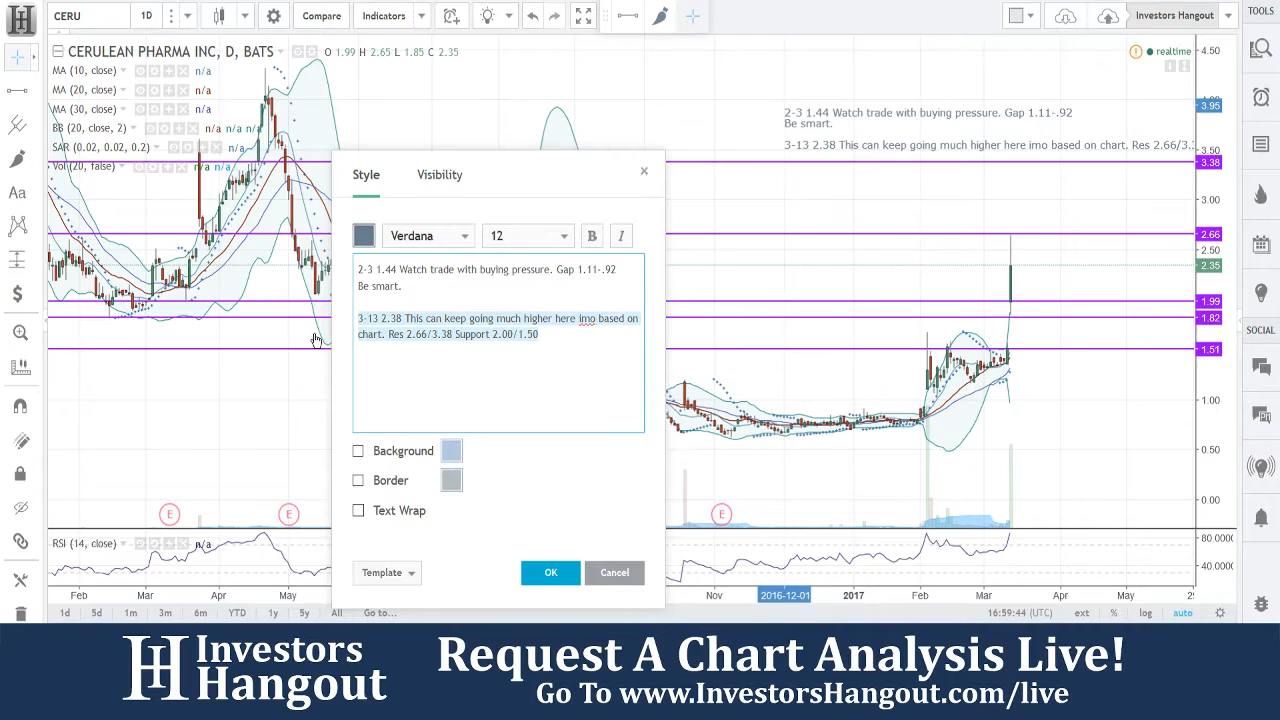 CERU
1D
Compare
Indicators
Investors Hangout
TOOLS
CERULEAN PHARMA INC, D, BATS
O 1.99 H 2.65 L 1.85 C 2.35
realtime
MA (10, close) n/a
MA (20, close) n/a
MA (30, close) n/a
BB (20, close, 2) n/a n/a n/a
SAR (0.02, 0.02, 0.2) n/a
Vol (20, false) n/a n/a
4.50
3.95
3.50
3.38
3.00
2.66
2.50
2.35
1.99
1.82
1.51
1.00
0.50
0.00
2-3 1.44 Watch trade with buying pressure. Gap 1.11-.92
Be smart.
3-13 2.38 This can keep going much higher here imo based on chart. Res 2.66/3.
Style
Visibility
Verdana
12
B
I
2-3 1.44 Watch trade with buying pressure. Gap 1.11-.92
Be smart.
3-13 2.38 This can keep going much higher here imo based on
chart. Res 2.66/3.38 Support 2.00/1.50
Background
Border
Text Wrap
Template
OK
Cancel
Aa
SOCIAL
E
E
E
RSI (14, close) n/a
80.0000
40.0000
Feb
Mar
Apr
May
Nov
2016-12-01
2017
Feb
Mar
Apr
May
1d
5d
1m
3m
6m
YTD
1y
5y
All
Go to...
16:59:44 (UTC)
ext
%
log
auto
Investors
Hangout
Request A Chart Analysis Live!
Go To www.InvestorsHangout.com/live